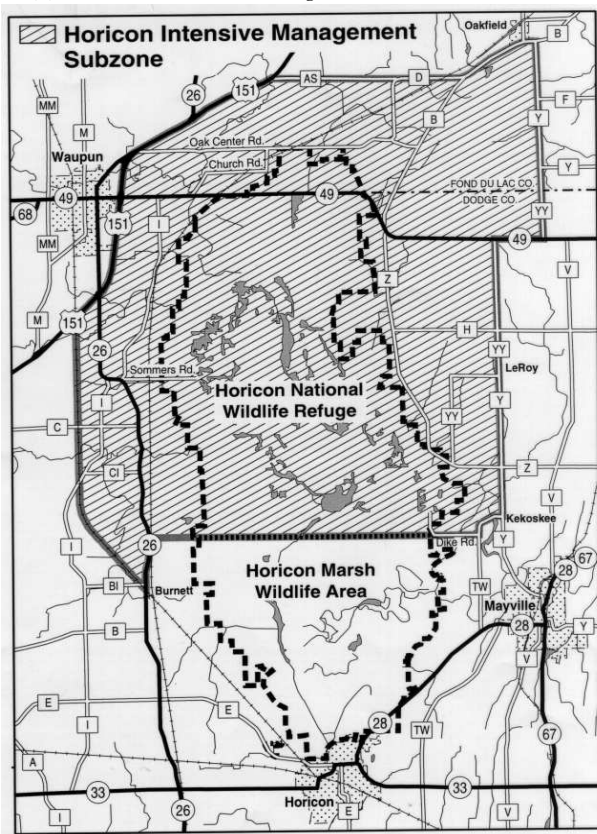 Horicon Intensive Management
Subzone
Oakfield
B
26
151
AS
D
MM
M
B
F
Y
Waupun
Oak Center Rd.
Church Rd.
Y
FOND DU LAC CO.
DODGE CO.
49
49
68
151
I
YY
49
MM
V
Z
M
151
H
26
YY
Sommers Rd.
LeRoy
I
Y
Horicon National
Wildlife Refuge
YY
C
CI
Z
V
Kekoskee
26
Dike Rd.
Y
I
67
28
Horicon Marsh
Wildlife Area
BI
Burnett
TW
Mayville
28
Y
B
V
E
E
28
I
TW
67
A
33
33
Horicon
I
26
E
V